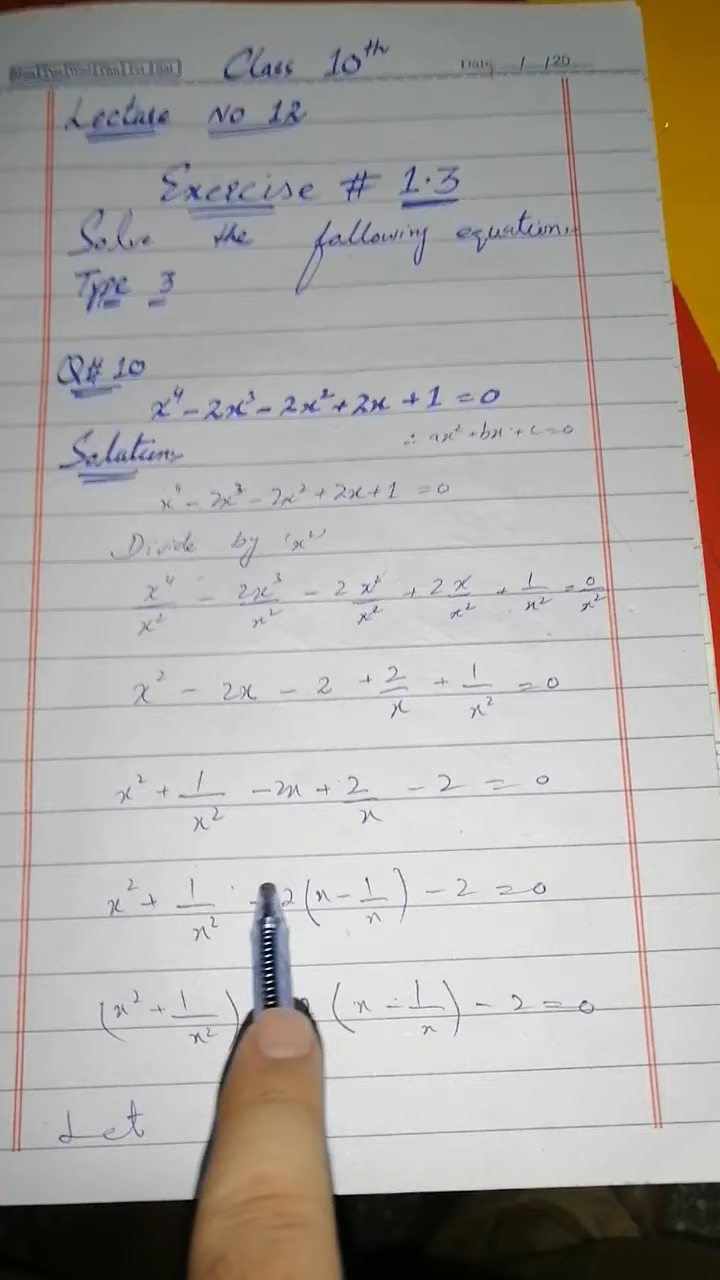 Class 10th
Date / /20
Lecture No 12
Exercise # 1.3
Solve the following equation.
Type 3
Q# 10
x⁴ - 2x³ - 2x² + 2x + 1 = 0
Solution
∴ ax² + bx + c = 0
x⁴ - 2x³ - 2x² + 2x + 1 = 0
Divide by 'x²'
x⁴/x² - 2x³/x² - 2x²/x² + 2x/x² + 1/x² = 0/x²
x² - 2x - 2 + 2/x + 1/x² = 0
x² + 1/x² - 2x + 2/x - 2 = 0
x² + 1/x² - 2(x - 1/x) - 2 = 0
(x² + 1/x²) (x - 1/x) - 2 = 0
Let